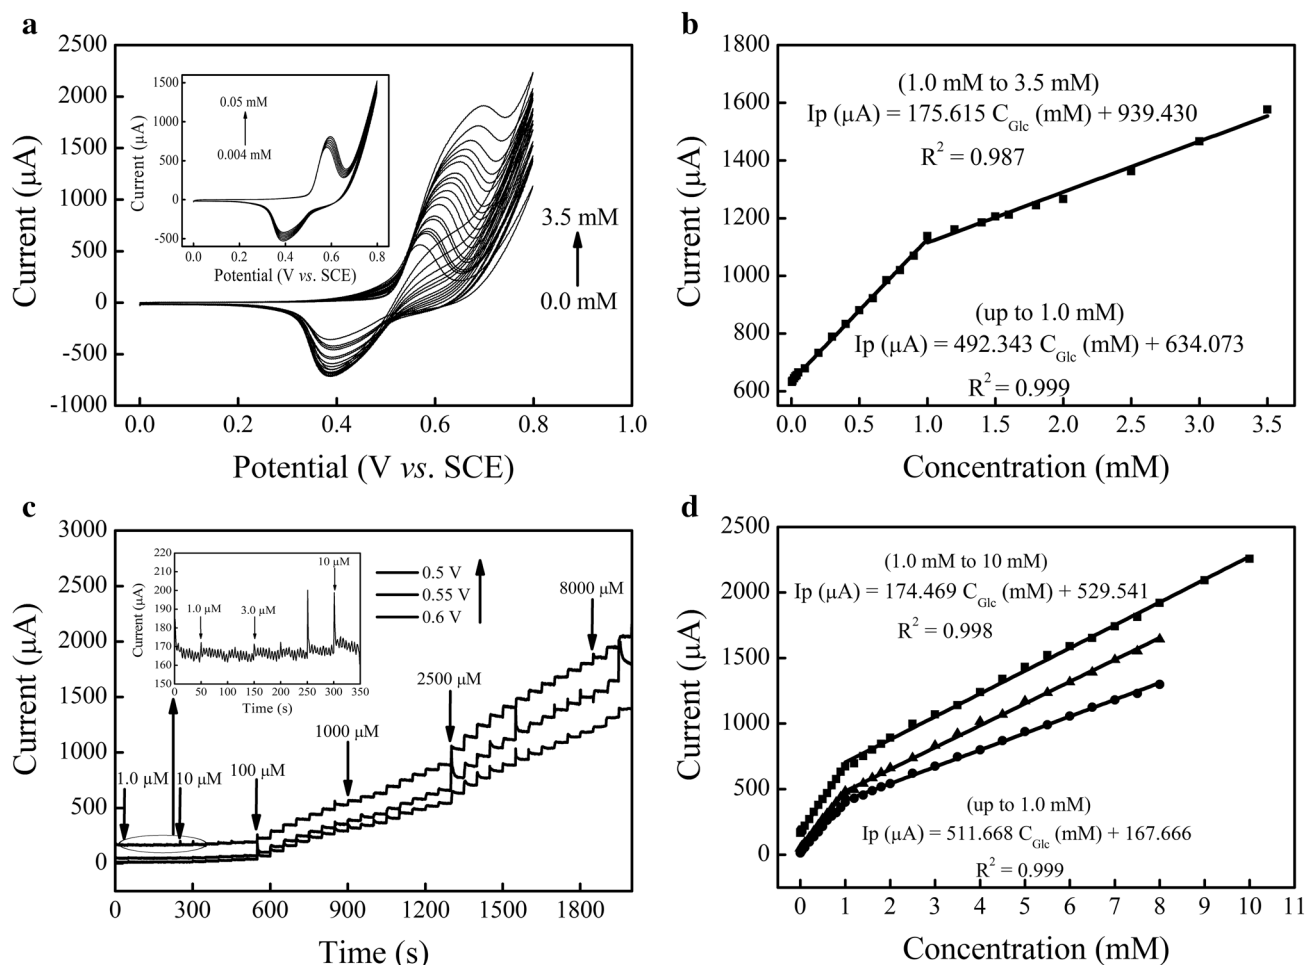 a
2500
2000
1500
1000
500
0
-500
-1000
0.0
0.2
0.4
0.6
0.8
1.0
Current (µA)
Potential (V vs. SCE)
3.5 mM
0.0 mM
1500
1000
500
0
-500
0.0
0.2
0.4
0.6
0.8
Current (µA)
Potential (V vs. SCE)
0.05 mM
0.004 mM
b
1800
1600
1400
1200
1000
800
600
0.0
0.5
1.0
1.5
2.0
2.5
3.0
3.5
Current (µA)
Concentration (mM)
(1.0 mM to 3.5 mM)
Ip (µA) = 175.615 C_Glc (mM) + 939.430
R² = 0.987
(up to 1.0 mM)
Ip (µA) = 492.343 C_Glc (mM) + 634.073
R² = 0.999
c
3000
2500
2000
1500
1000
500
0
0
300
600
900
1200
1500
1800
Current (µA)
Time (s)
220
210
200
190
180
170
160
150
0
50
100
150
200
250
300
350
Current (µA)
Time (s)
1.0 µM
3.0 µM
10 µM
0.5 V
0.55 V
0.6 V
1.0 µM
10 µM
100 µM
1000 µM
2500 µM
8000 µM
d
2500
2000
1500
1000
500
0
0
1
2
3
4
5
6
7
8
9
10
11
Current (µA)
Concentration (mM)
(1.0 mM to 10 mM)
Ip (µA) = 174.469 C_Glc (mM) + 529.541
R² = 0.998
(up to 1.0 mM)
Ip (µA) = 511.668 C_Glc (mM) + 167.666
R² = 0.999